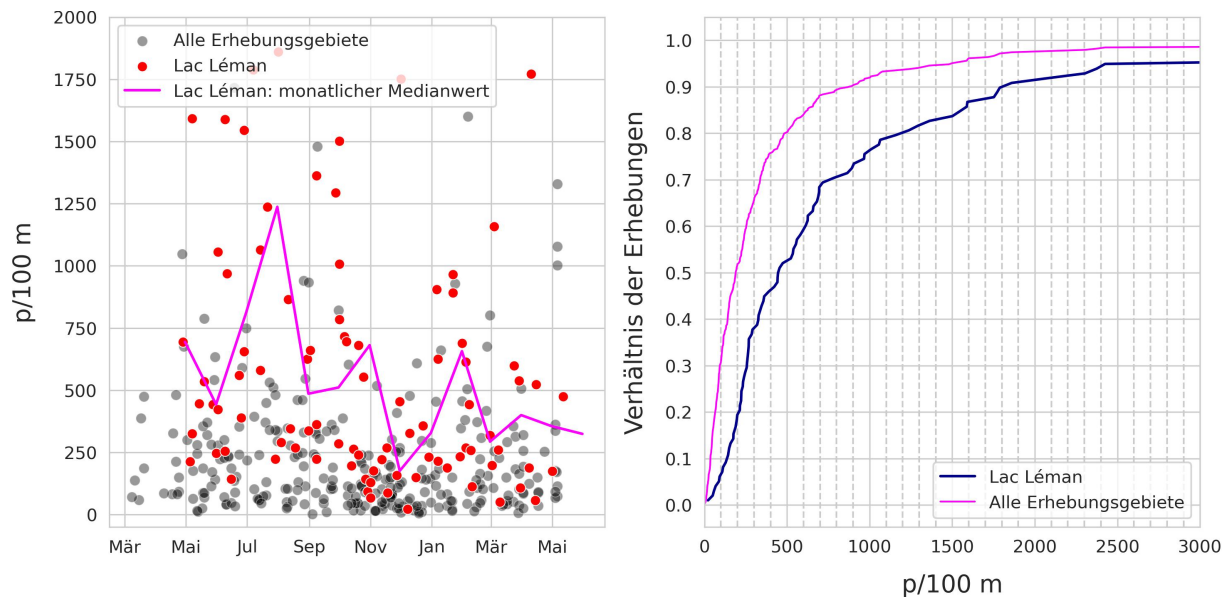 2000
1750
1500
1250
1000
750
500
250
0
p/100 m
Alle Erhebungsgebiete
Lac Léman
Lac Léman: monatlicher Medianwert
Mär
Mai
Jul
Sep
Nov
Jan
Mär
Mai
1.0
0.9
0.8
0.7
0.6
0.5
0.4
0.3
0.2
0.1
0.0
Verhältnis der Erhebungen
Lac Léman
Alle Erhebungsgebiete
0
500
1000
1500
2000
2500
3000
p/100 m